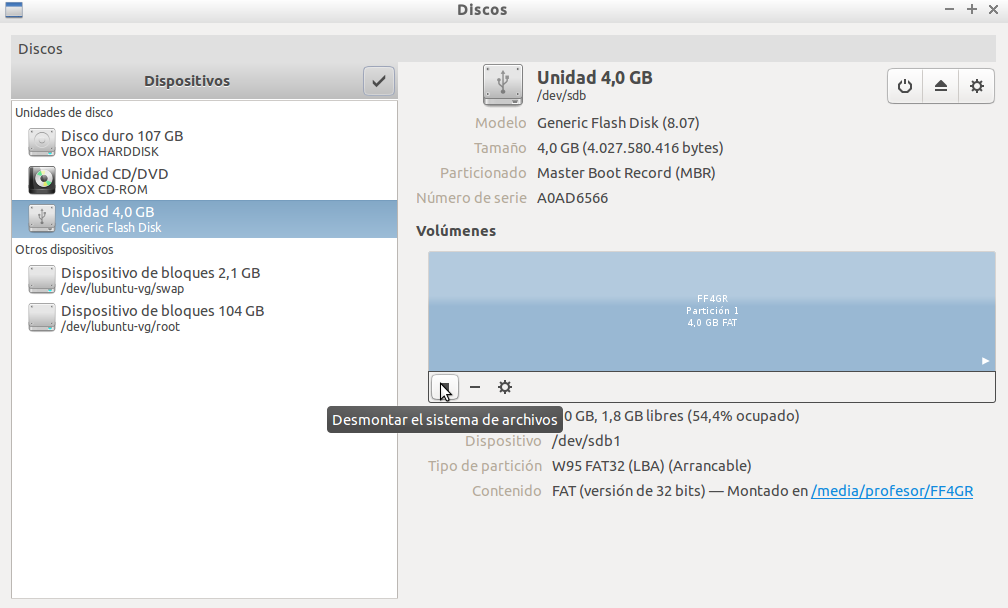 Discos
Discos
Dispositivos
Unidades de disco
Disco duro 107 GB
VBOX HARDDISK
Unidad CD/DVD
VBOX CD-ROM
Unidad 4,0 GB
Generic Flash Disk
Otros dispositivos
Dispositivo de bloques 2,1 GB
/dev/lubuntu-vg/swap
Dispositivo de bloques 104 GB
/dev/lubuntu-vg/root
Unidad 4,0 GB
/dev/sdb
Modelo Generic Flash Disk (8.07)
Tamaño 4,0 GB (4.027.580.416 bytes)
Particionado Master Boot Record (MBR)
Número de serie A0AD6566
Volúmenes
FF4GR
Partición 1
4,0 GB FAT
Desmontar el sistema de archivos
0 GB, 1,8 GB libres (54,4% ocupado)
Dispositivo /dev/sdb1
Tipo de partición W95 FAT32 (LBA) (Arrancable)
Contenido FAT (versión de 32 bits) — Montado en /media/profesor/FF4GR